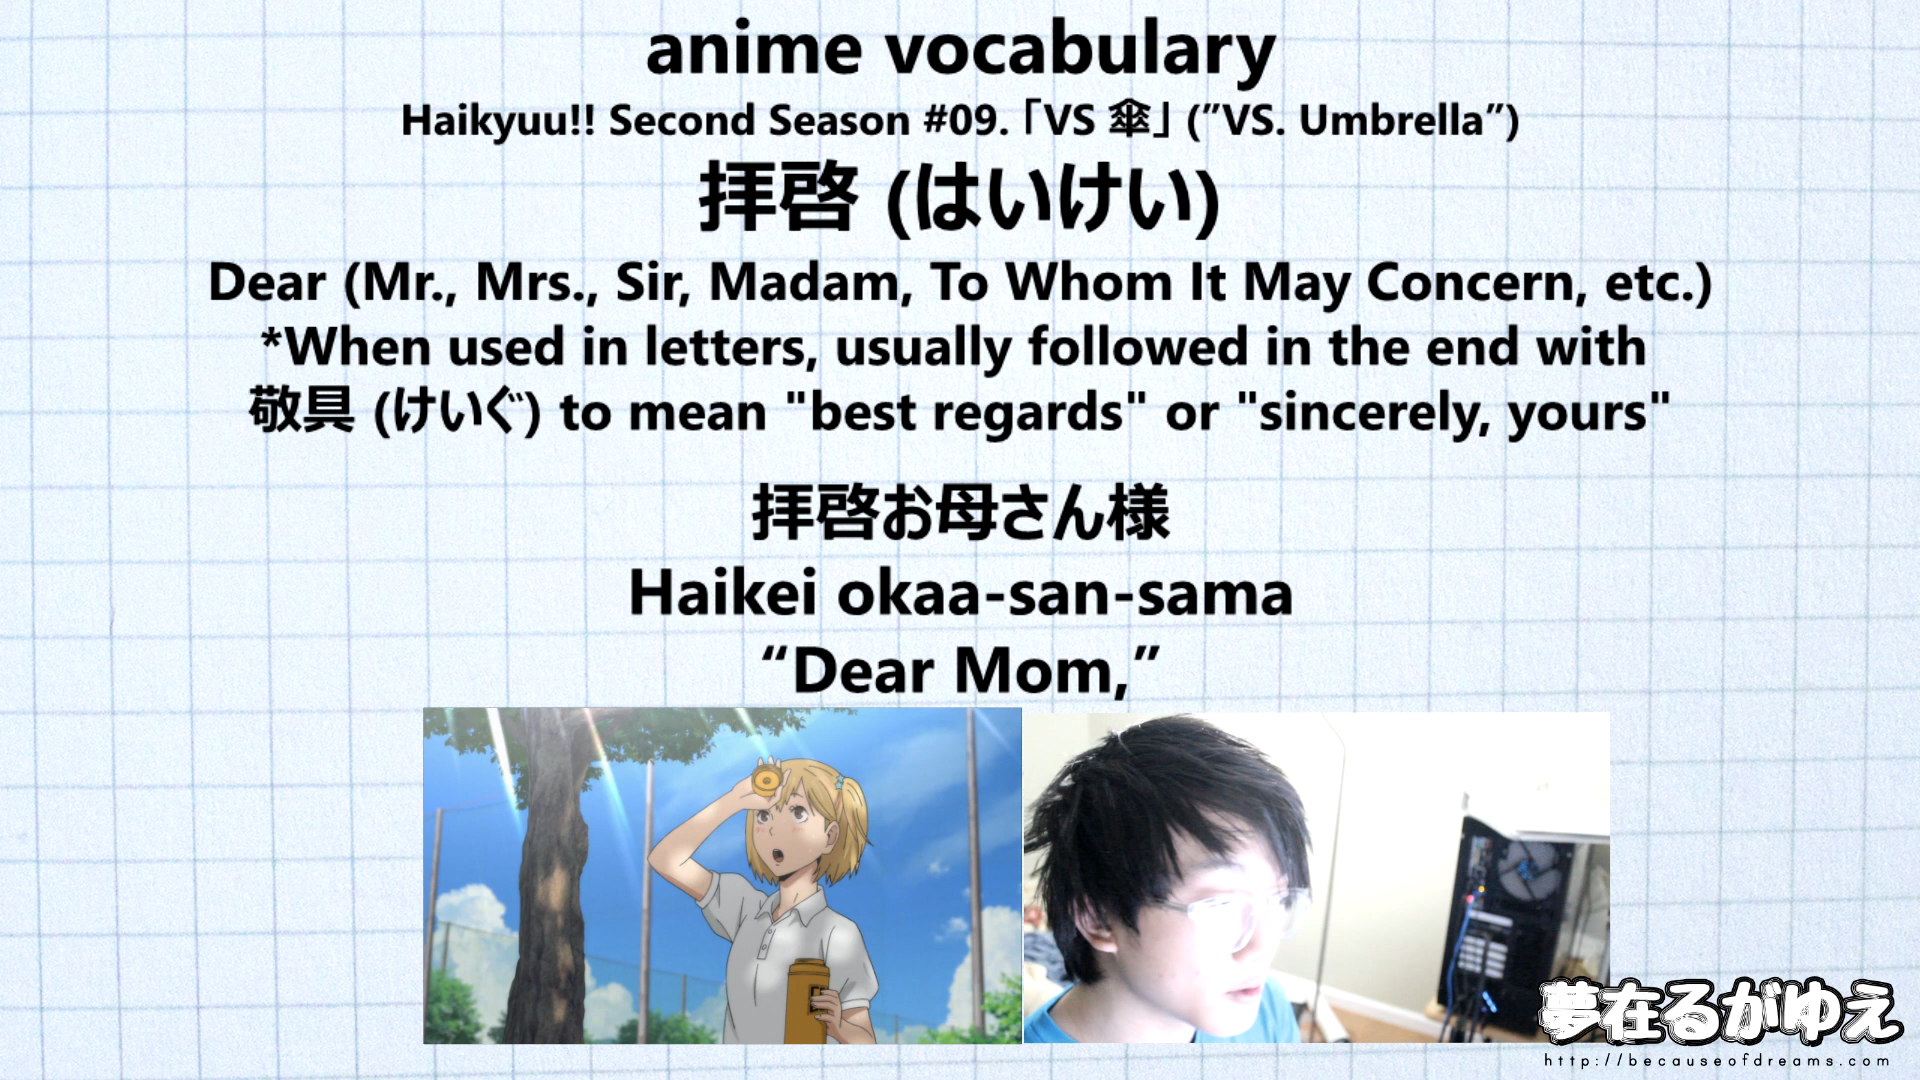 anime vocabulary
Haikyuu!! Second Season #09. 「VS 傘」 (”VS. Umbrella”)
拝啓 (はいけい)
Dear (Mr., Mrs., Sir, Madam, To Whom It May Concern, etc.)
*When used in letters, usually followed in the end with
敬具 (けいぐ) to mean "best regards" or "sincerely, yours"
拝啓お母さん様
Haikei okaa-san-sama
“Dear Mom,”
夢在るがゆえ
http://becauseofdreams.com